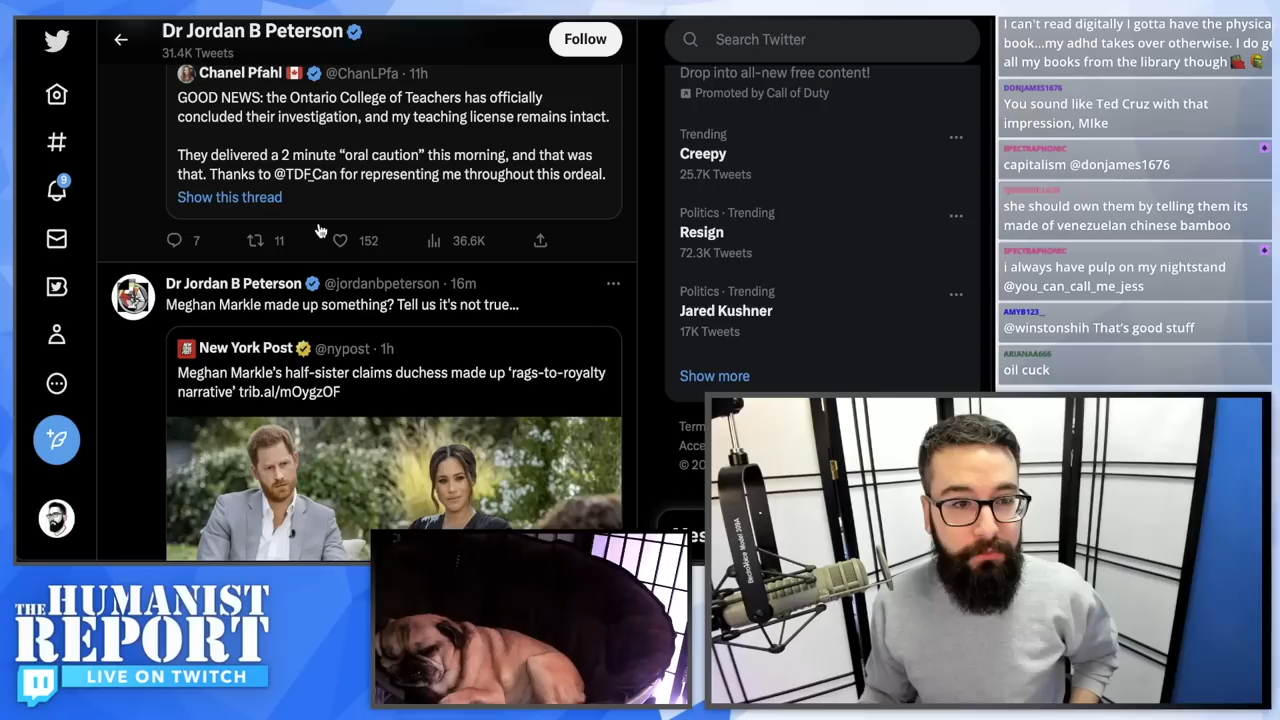 Dr Jordan B Peterson
31.4K Tweets
Follow
Chanel Pfahl @ChanLPfa · 11h
GOOD NEWS: the Ontario College of Teachers has officially
concluded their investigation, and my teaching license remains intact.
They delivered a 2 minute “oral caution” this morning, and that was
that. Thanks to @TDF_Can for representing me throughout this ordeal.
Show this thread
7
11
152
36.6K
9
Dr Jordan B Peterson @jordanbpeterson · 16m
Meghan Markle made up something? Tell us it's not true...
New York Post @nypost · 1h
Meghan Markle’s half-sister claims duchess made up ‘rags-to-royalty
narrative’ trib.al/mOygzOF
Search Twitter
Drop into all-new free content!
Promoted by Call of Duty
Trending
Creepy
25.7K Tweets
Politics · Trending
Resign
72.3K Tweets
Politics · Trending
Jared Kushner
17K Tweets
Show more
Term
Acce
© 20
I can't read digitally I gotta have the physica
book...my adhd takes over otherwise. I do ge
all my books from the library though
DONJAMES1676
You sound like Ted Cruz with that
impression, MIke
SPECTRAPHONIC
capitalism @donjames1676
she should own them by telling them its
made of venezuelan chinese bamboo
SPECTRAPHONIC
i always have pulp on my nightstand
@you_can_call_me_jess
AMYB123_
@winstonshih That's good stuff
ARIANAA666
oil cuck
THE HUMANIST
REPORT
LIVE ON TWITCH